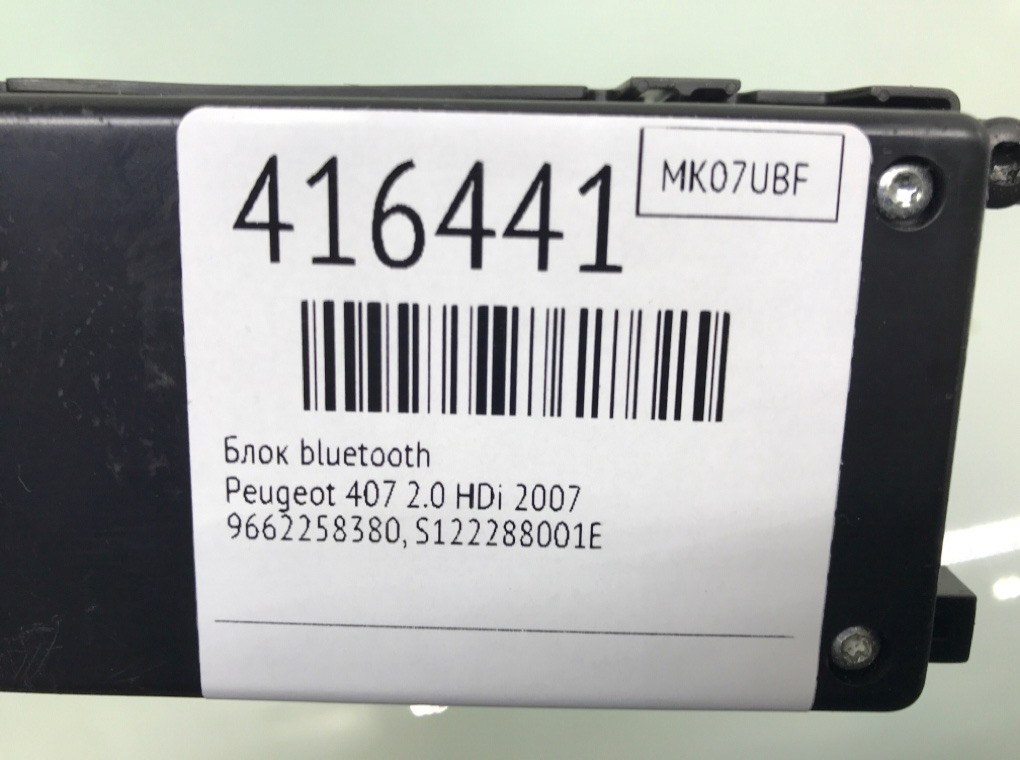 416441
MK07UBF
Блок bluetooth
Peugeot 407 2.0 HDi 2007
9662258380, S122288001E